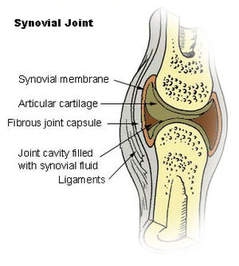 Synovial Joint
Synovial membrane
Articular cartilage
Fibrous joint capsule
Joint cavity filled
with synovial fluid
Ligaments